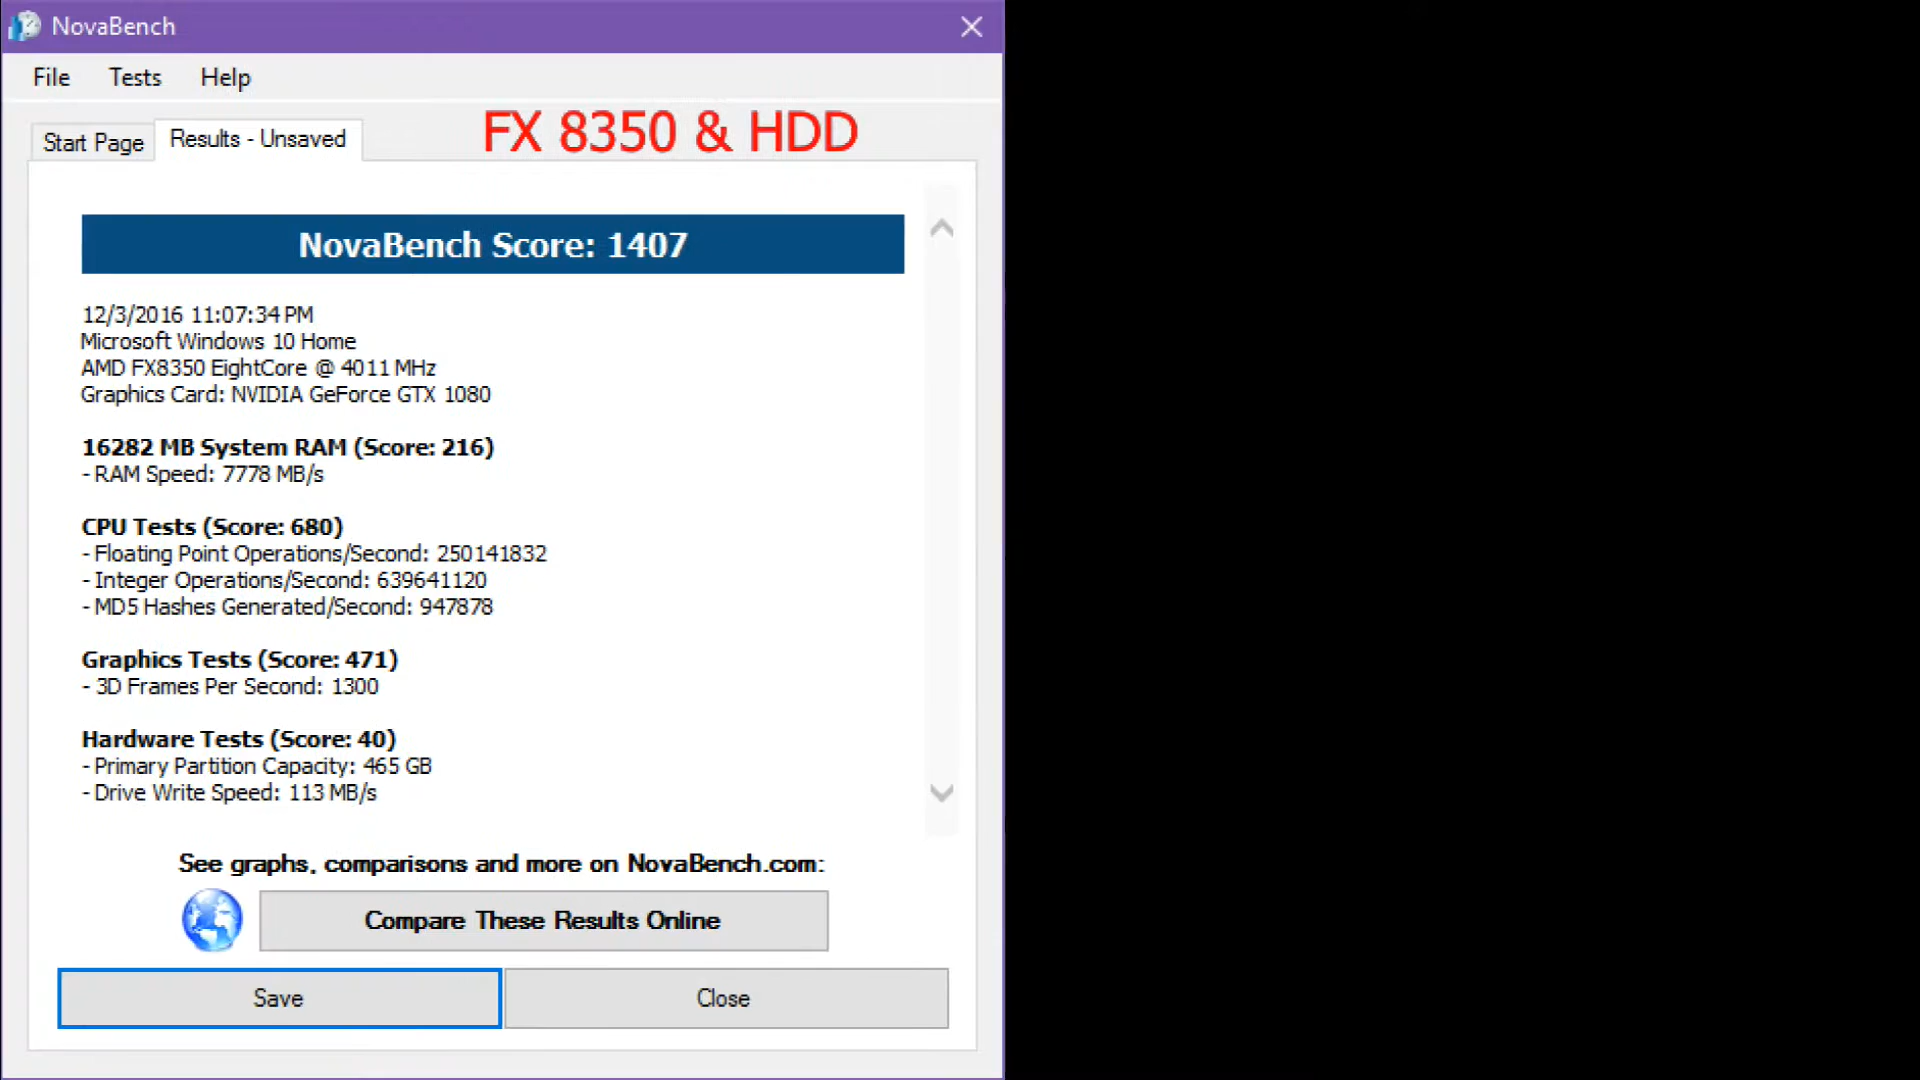 NovaBench
File Tests Help
FX 8350 & HDD
Start Page Results - Unsaved
NovaBench Score: 1407
12/3/2016 11:07:34 PM
Microsoft Windows 10 Home
AMD FX8350 EightCore @ 4011 MHz
Graphics Card: NVIDIA GeForce GTX 1080
16282 MB System RAM (Score: 216)
- RAM Speed: 7778 MB/s
CPU Tests (Score: 680)
- Floating Point Operations/Second: 250141832
- Integer Operations/Second: 639641120
- MD5 Hashes Generated/Second: 947878
Graphics Tests (Score: 471)
- 3D Frames Per Second: 1300
Hardware Tests (Score: 40)
- Primary Partition Capacity: 465 GB
- Drive Write Speed: 113 MB/s
See graphs, comparisons and more on NovaBench.com:
Compare These Results Online
Save Close